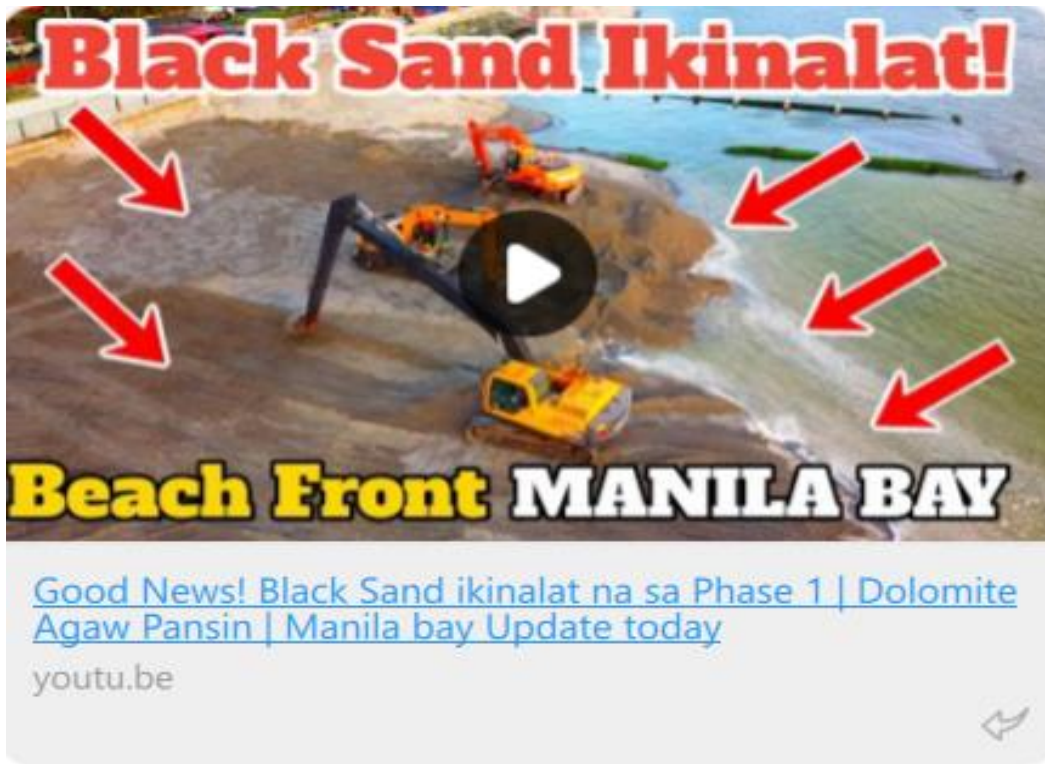 Black Sand Ikinalat!
Beach Front MANILA BAY
Good News! Black Sand ikinalat na sa Phase 1 | Dolomite
Agaw Pansin | Manila bay Update today
youtu.be